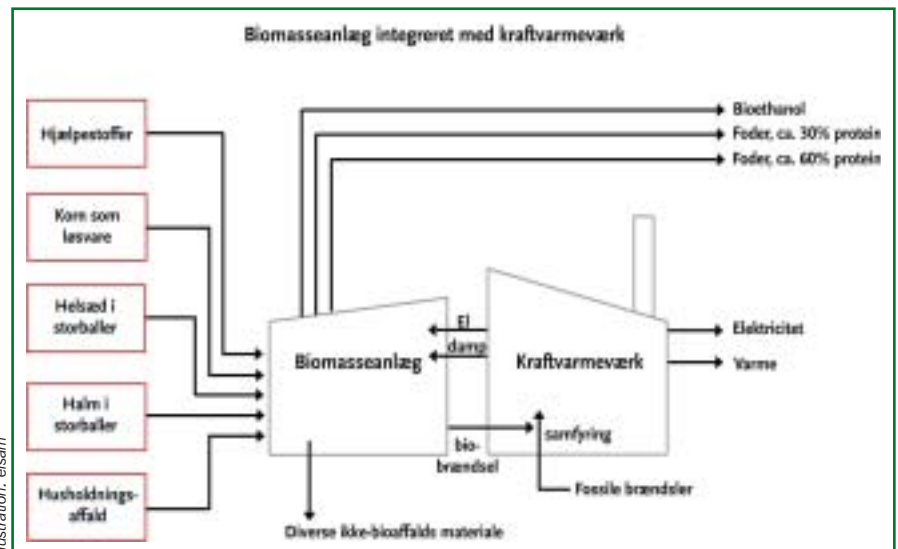 Biomasseanlæg integreret med kraftvarmeværk
Bioethanol
Foder, ca. 30% protein
Foder, ca. 60% protein
Hjælpestoffer
Korn som
løsvare
Helsæd i
storballer
Halm i
storballer
Husholdnings-
affald
Biomasseanlæg
El
damp
Kraftvarmeværk
Elektricitet
Varme
bio-
brændsel
samfyring
Fossile brændsler
Diverse ikke-bioaffalds materiale
elsam